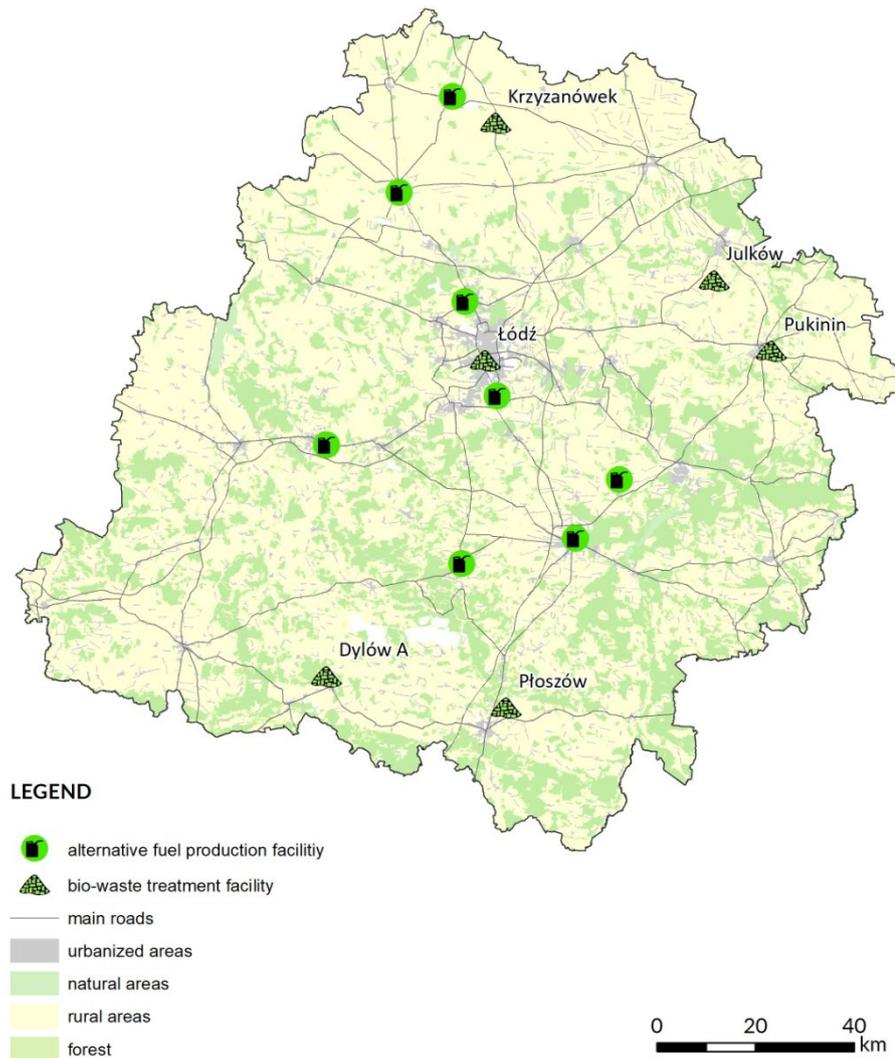 Krzyzanówek
Julków
Pukinin
Łódź
Dylów A
Płoszów
LEGEND
alternative fuel production facilitiy
bio-waste treatment facility
main roads
urbanized areas
natural areas
rural areas
forest
0 20 40
km